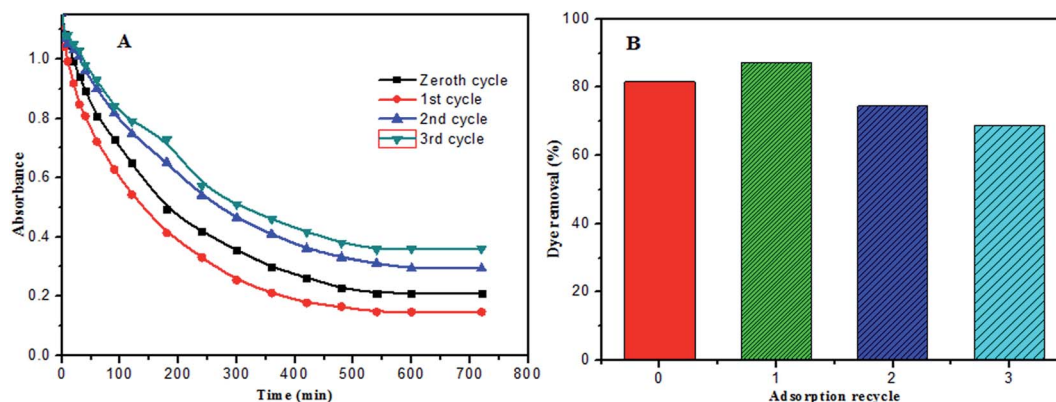 A
Absorbance
1.0
0.8
0.6
0.4
0.2
0.0
Zeroth cycle
1st cycle
2nd cycle
3rd cycle
0 100 200 300 400 500 600 700 800
Time (min)
B
Dye removal (%)
100
80
60
40
20
0
0 1 2 3
Adsorption recycle